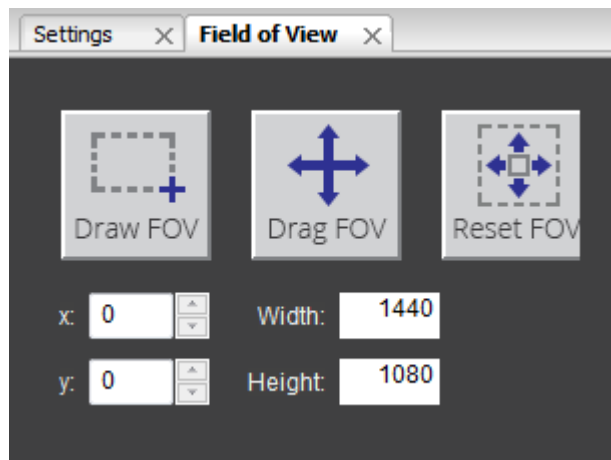 Settings Field of View
Draw FOV Drag FOV Reset FOV
x: 0 Width: 1440
y: 0 Height: 1080